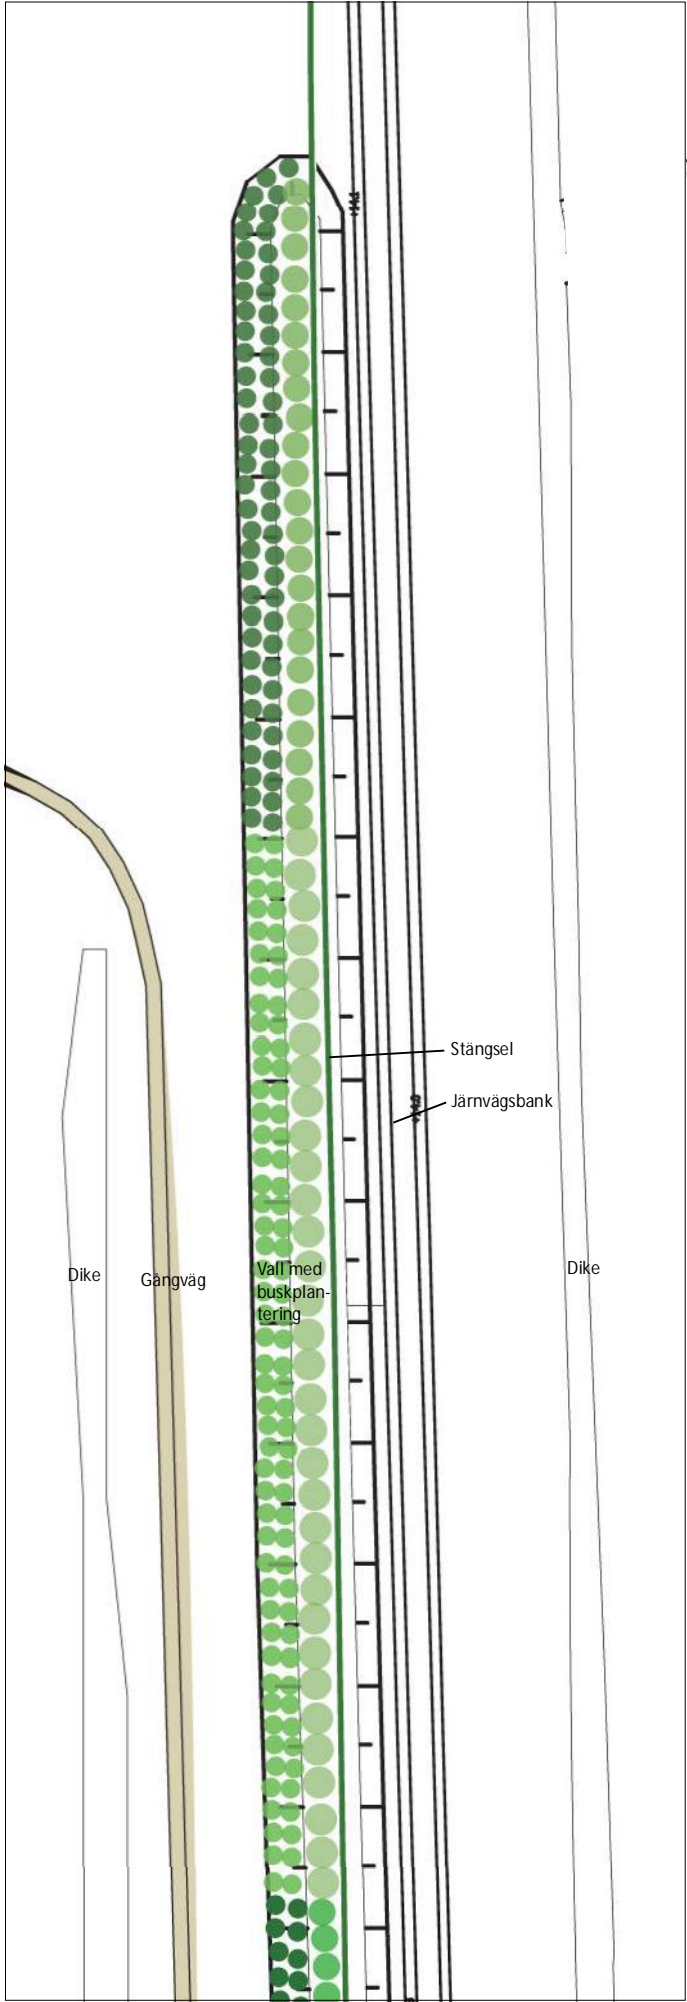 Stängsel
Järnvägsbank
Vall med
buskplan-
tering
Dike
Gångväg
Dike